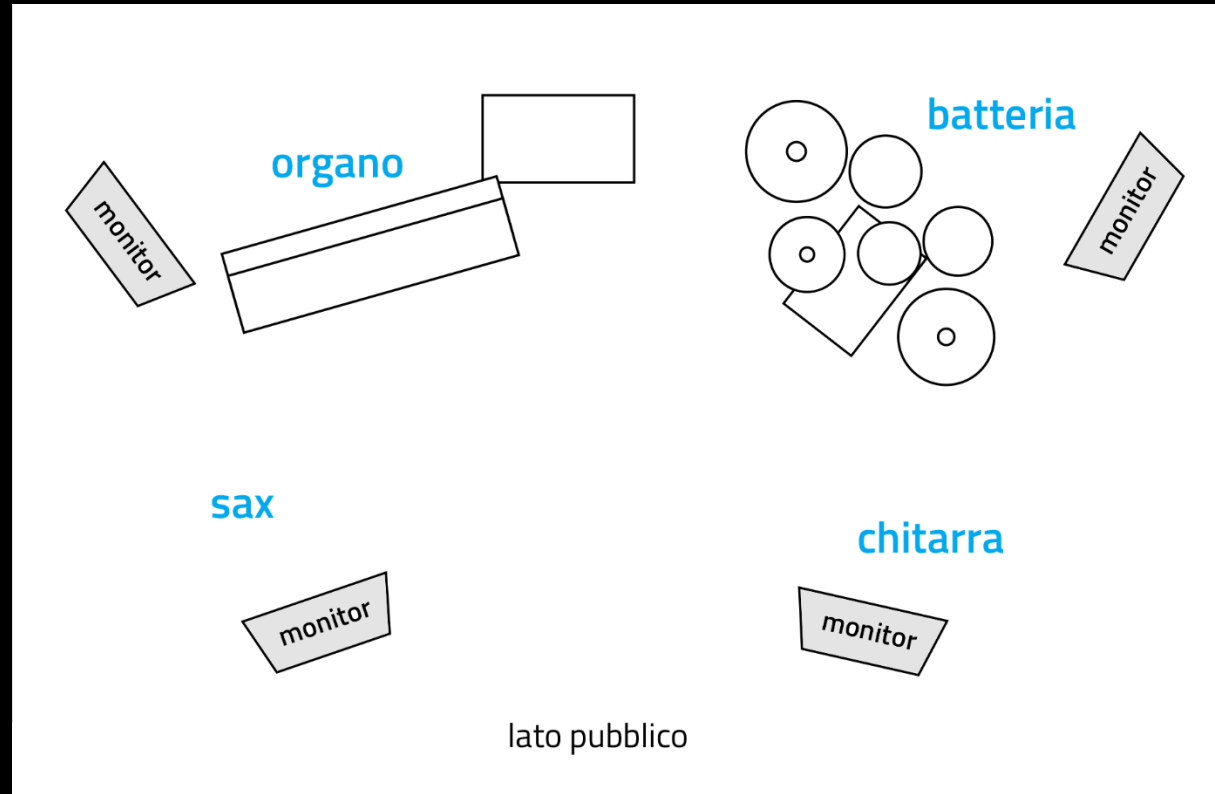 batteria
organo
monitor
monitor
sax
chitarra
monitor
monitor
lato pubblico